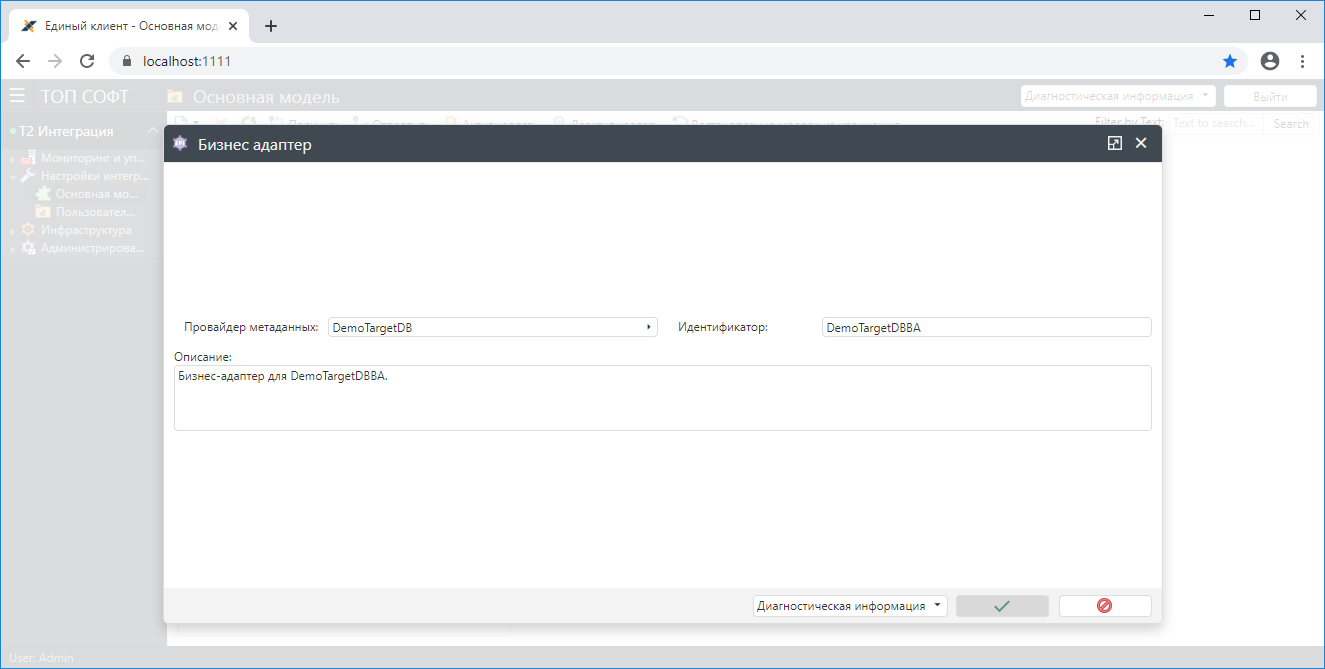 Единый клиент - Основная мод
localhost:1111
ТОП СОФТ
Основная модель
Диагностическая информация
Выйти
Т2 Интеграция
Filter by Text:
Text to search...
Search
Мониторинг и уп...
Настройки интегр...
Основная мо...
Пользовател...
Инфраструктура
Администрирова...
Бизнес адаптер
Провайдер метаданных:
DemoTargetDB
Идентификатор:
DemoTargetDBBA
Описание:
Бизнес-адаптер для DemoTargetDBBA.
Диагностическая информация
User: Admin